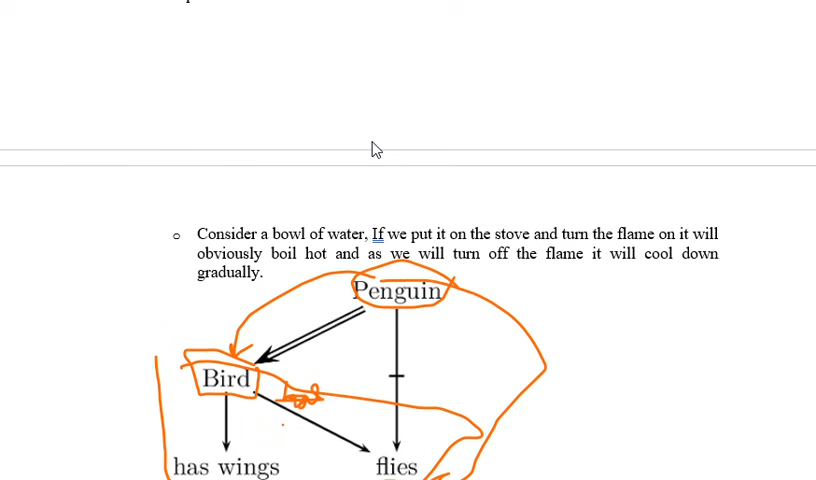 o Consider a bowl of water, If we put it on the stove and turn the flame on it will
obviously boil hot and as we will turn off the flame it will cool down
gradually.
Penguin
Bird
has wings flies